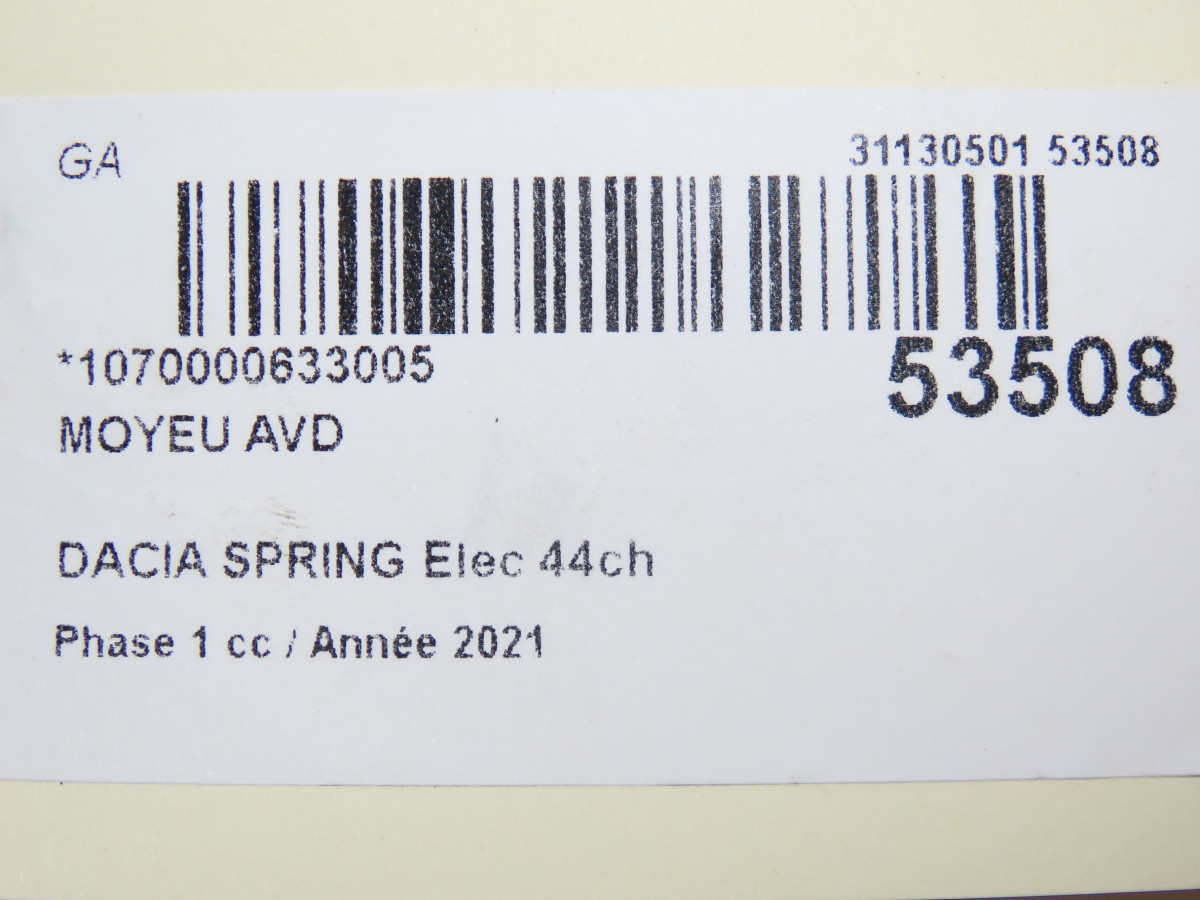 GA
31130501 53508
*1070000633005
53508
MOYEU AVD
DACIA SPRING Elec 44ch
Phase 1 cc / Année 2021